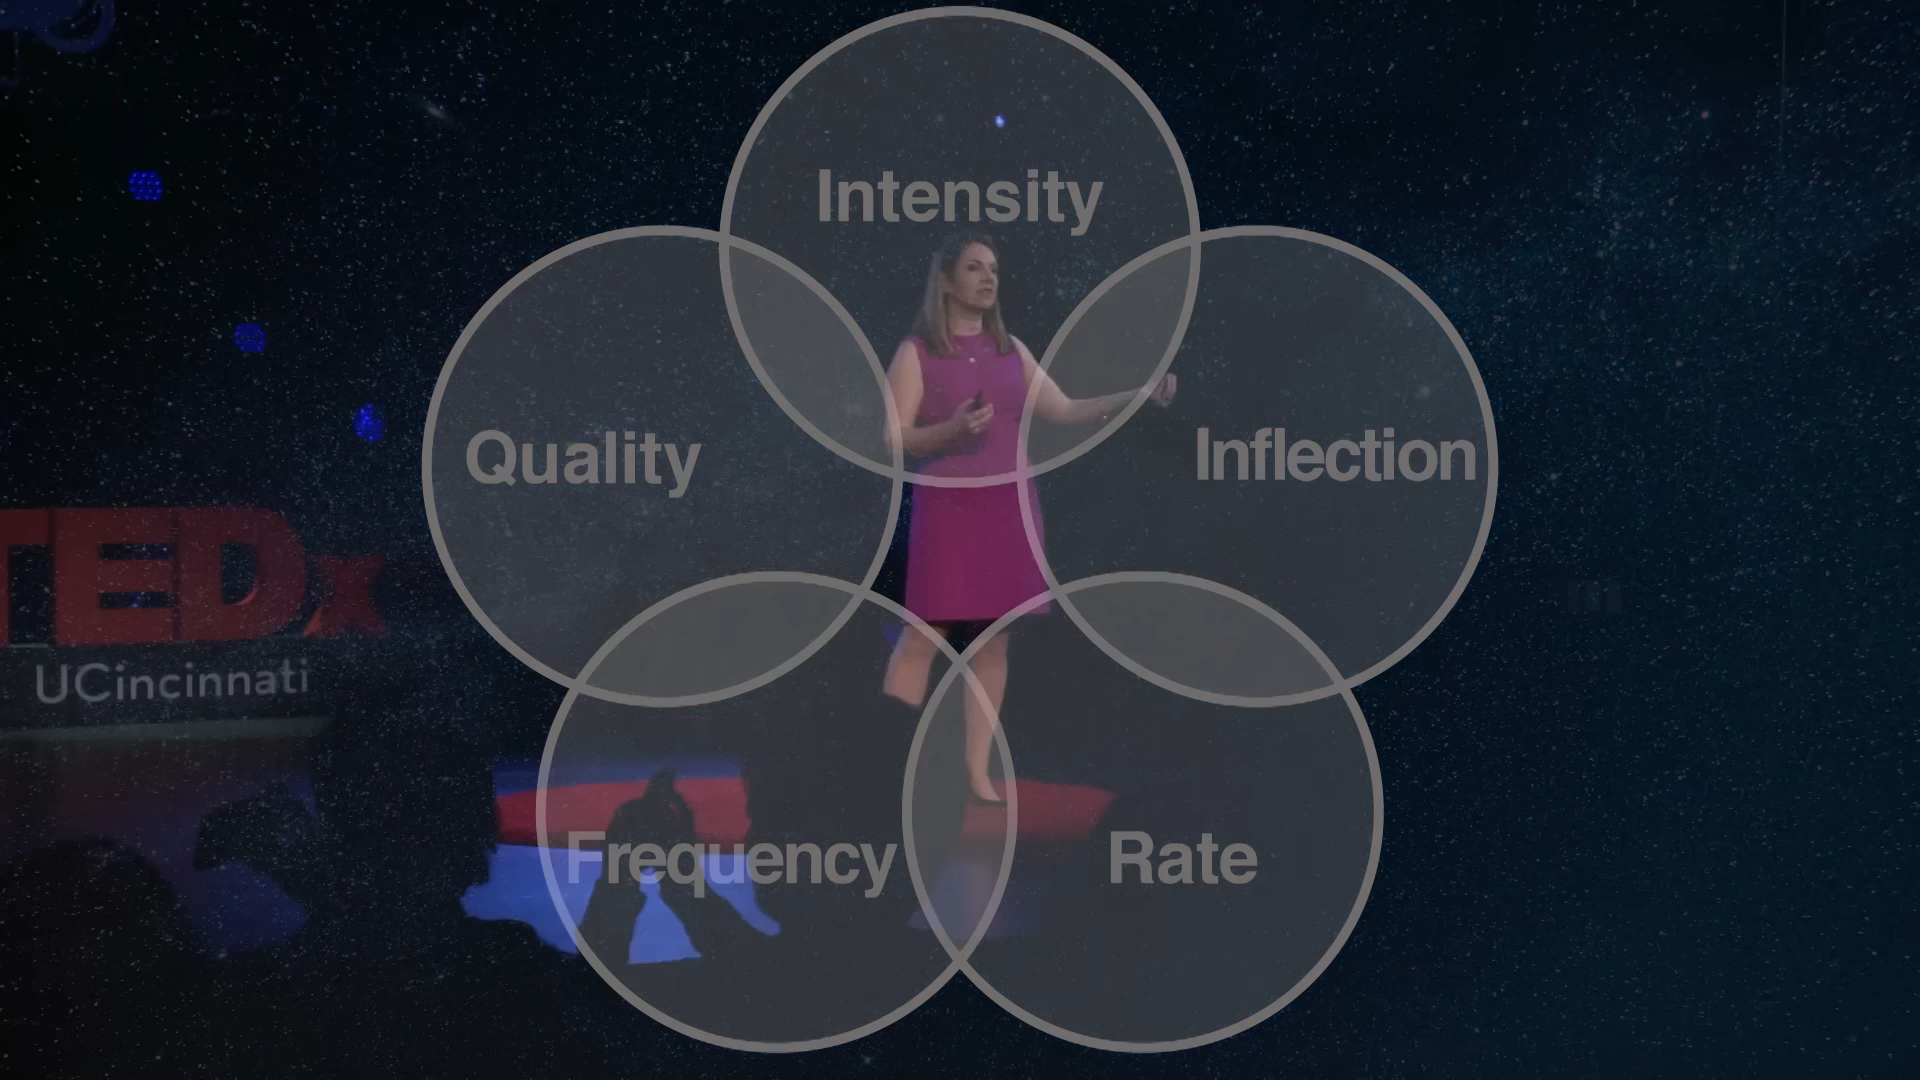 Intensity
Quality
Inflection
TEDx
UCincinnati
Frequency
Rate